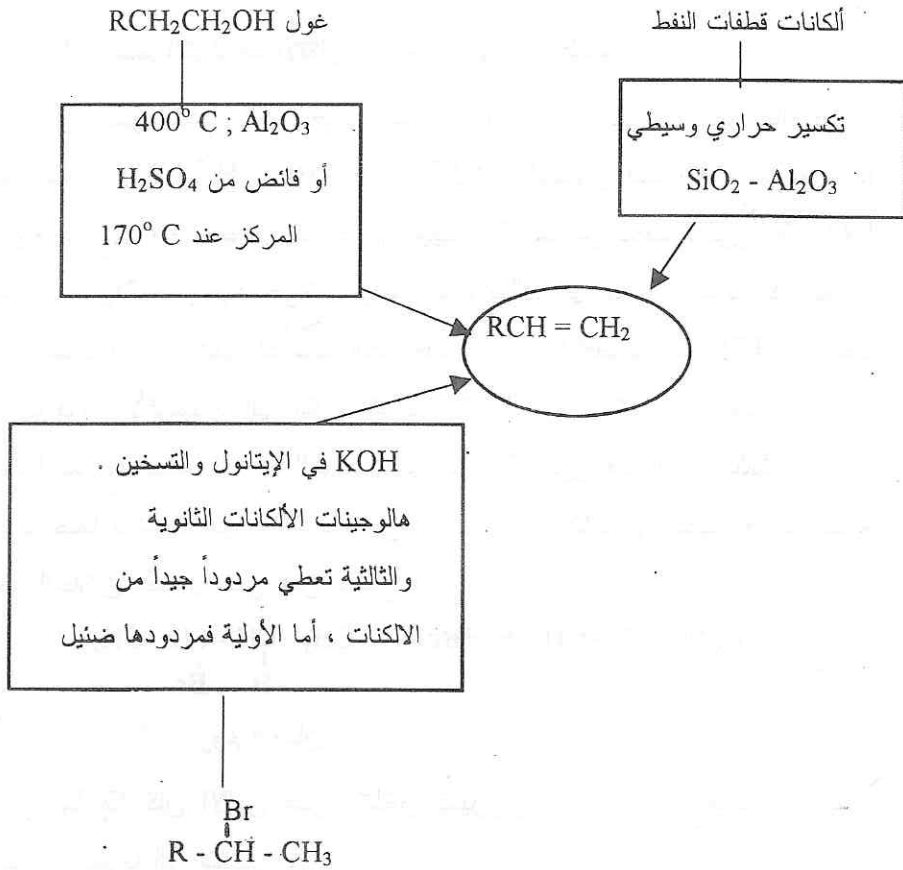 غول RCH₂CH₂OH
ألكانات قطفات النفط
400° C ; Al₂O₃
أو فائض من H₂SO₄
المركز عند 170° C
تكسير حراري وسيطي
SiO₂ - Al₂O₃
RCH = CH₂
KOH في الإيتانول والتسخين .
هالوجينات الألكانات الثانوية
والثالثية تعطي مردوداً جيداً من
الالكنات ، أما الأولية فمردودها ضئيل
Br
R - CH - CH₃